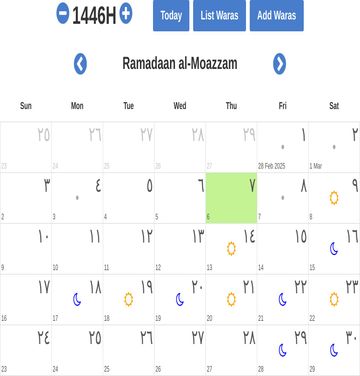 1446H
Today List Waras Add Waras
Ramadaan al-Moazzam
Sun Mon Tue Wed Thu Fri Sat
٢٥ ٢٦ ٢٧ ٢٨ ٢٩ ١ ٢
23 24 25 26 27 28 Feb 2025 1 Mar
٣ ٤ ٥ ٦ ٧ ٨ ٩
2 3 4 5 6 7 8
١٠ ١١ ١٢ ١٣ ١٤ ١٥ ١٦
9 10 11 12 13 14 15
١٧ ١٨ ١٩ ٢٠ ٢١ ٢٢ ٢٣
16 17 18 19 20 21 22
٢٤ ٢٥ ٢٦ ٢٧ ٢٨ ٢٩ ٣٠
23 24 25 26 27 28 29